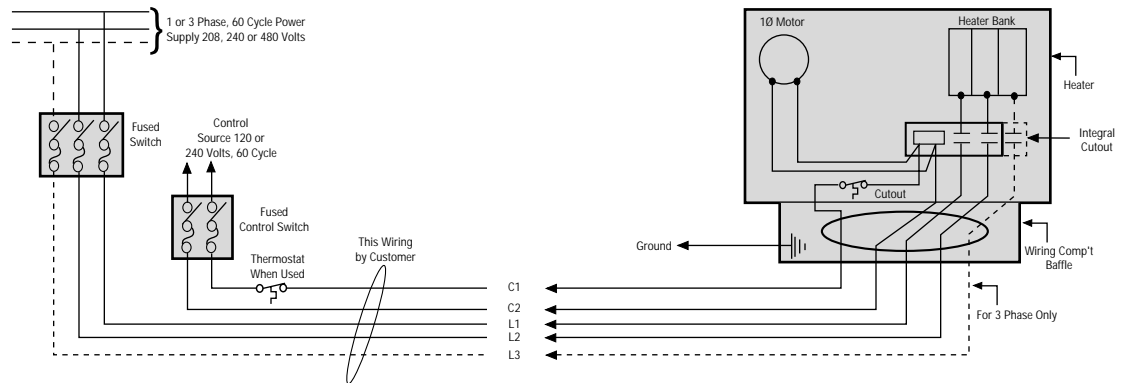 1 or 3 Phase, 60 Cycle Power
Supply 208, 240 or 480 Volts
Fused
Switch
Control
Source 120 or
240 Volts, 60 Cycle
Fused
Control Switch
Thermostat
When Used
This Wiring
by Customer
C1
C2
L1
L2
L3
1Ø Motor
Heater Bank
Heater
Integral
Cutout
Cutout
Ground
Wiring Comp't
Baffle
For 3 Phase Only